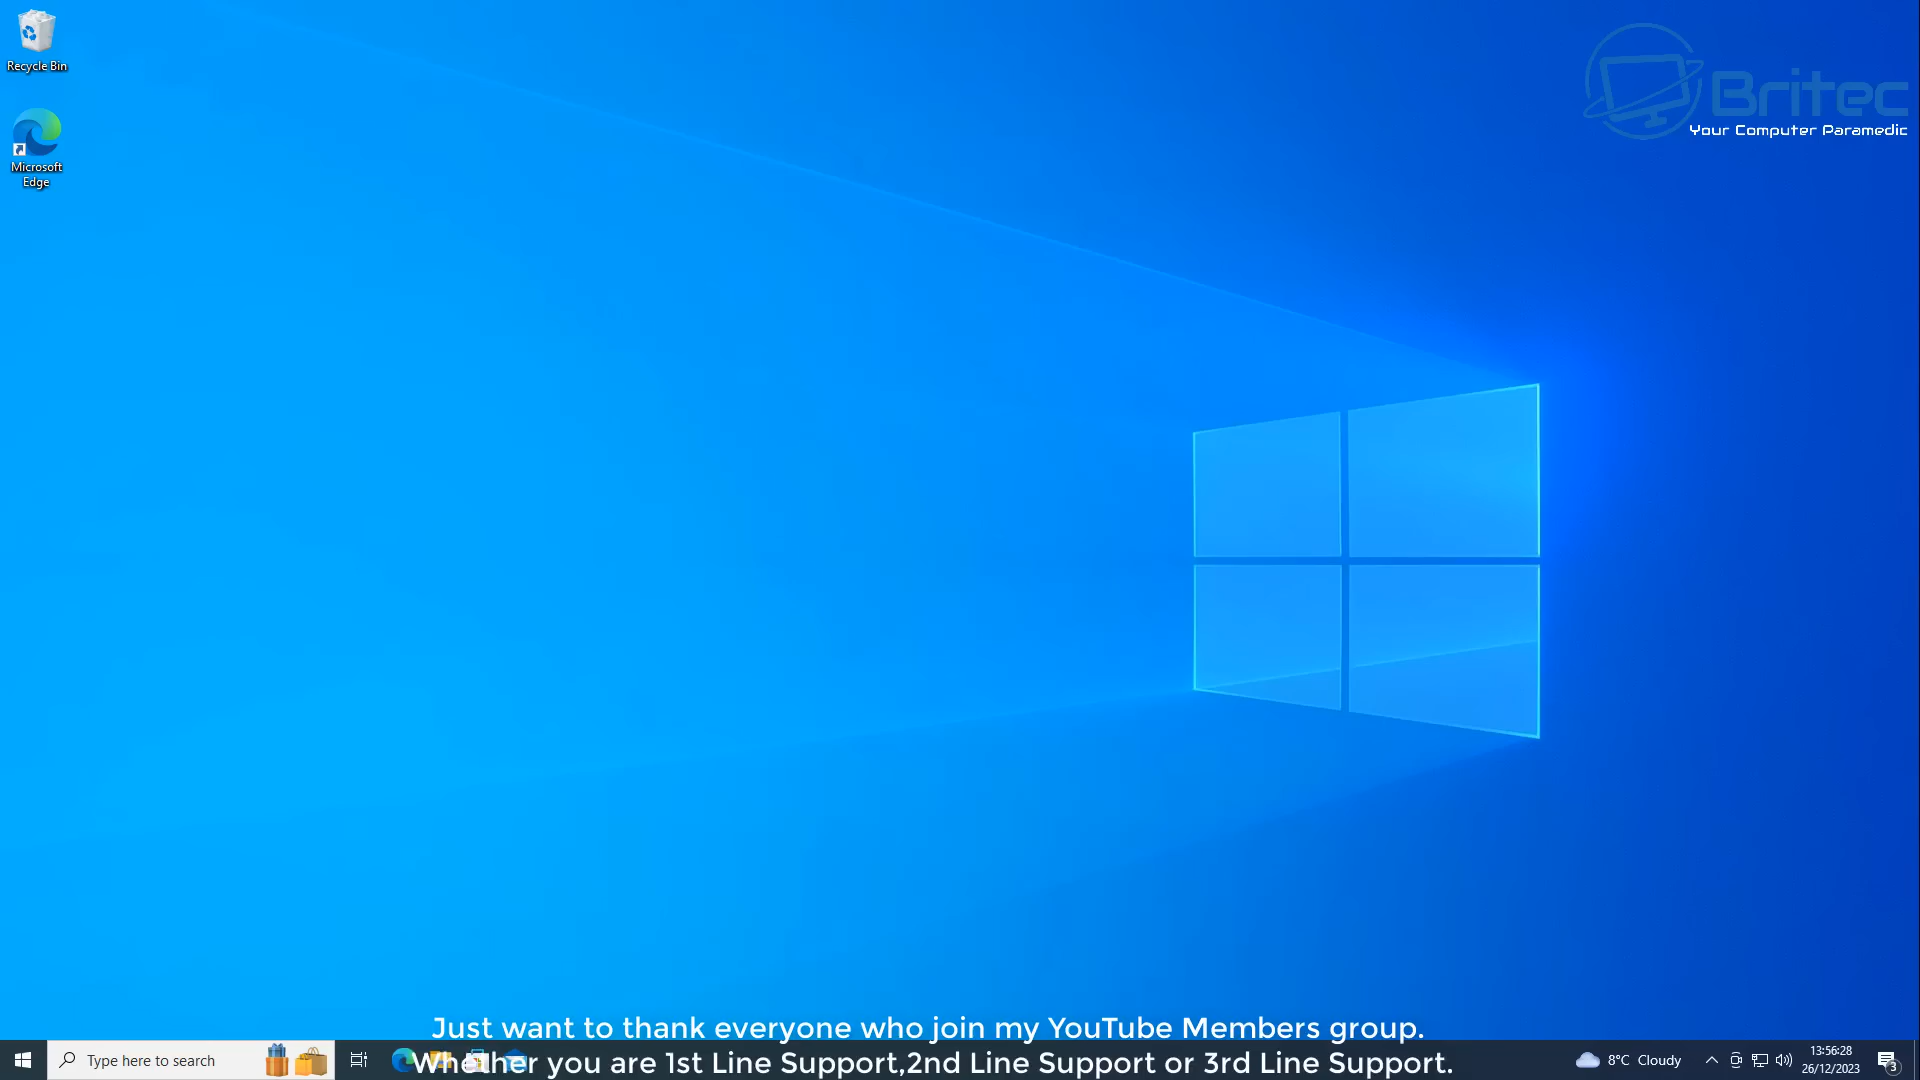 Recycle Bin
Microsoft
Edge
Britec
Your Computer Paramedic
Just want to thank everyone who join my YouTube Members group.
Whether you are 1st Line Support,2nd Line Support or 3rd Line Support.
Type here to search
8°C Cloudy
13:56:28
26/12/2023
3